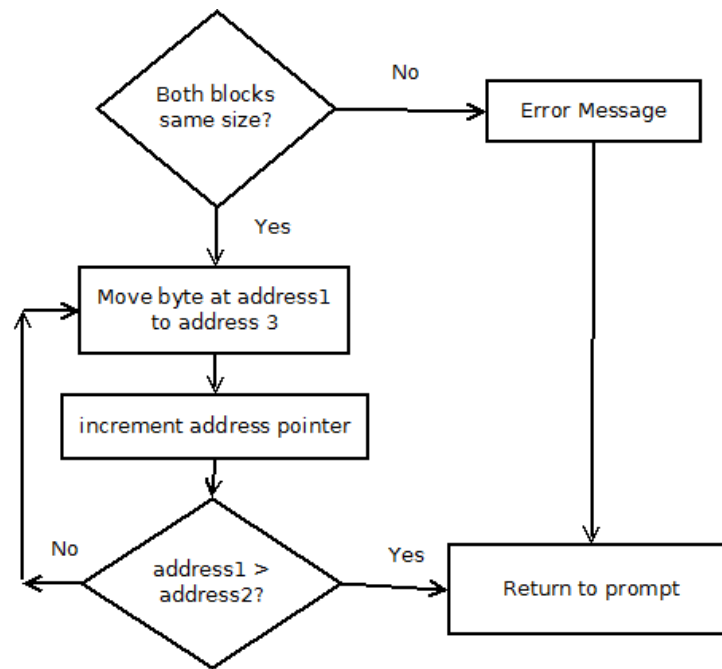 Both blocks
same size?
No
Error Message
Yes
Move byte at address1
to address 3
increment address pointer
No
address1 >
address2?
Yes
Return to prompt